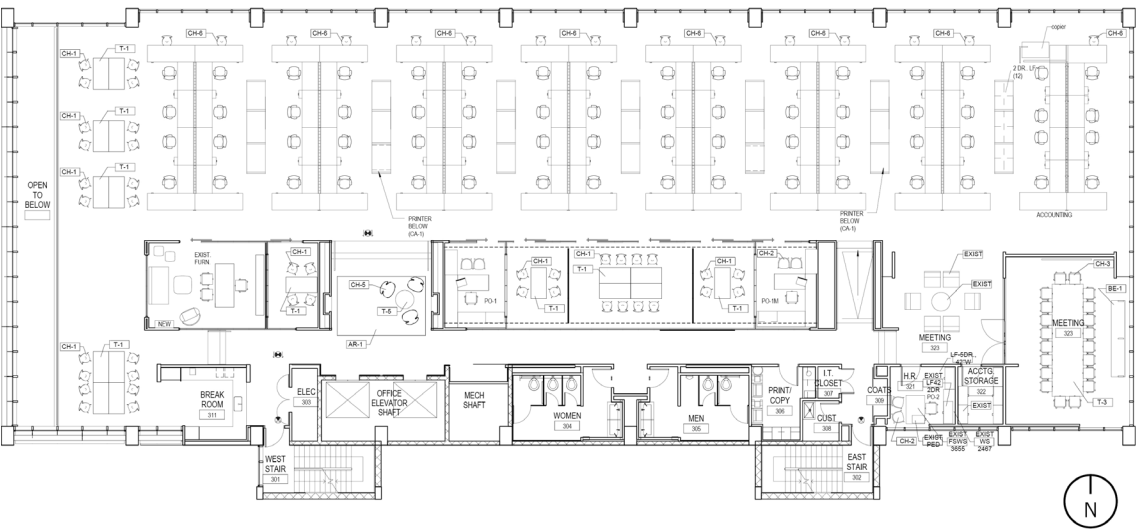 CH-6
CH-6
CH-6
CH-6
CH-6
CH-6
CH-6
CH-6
copier
2 DR.. LF
(12)
CH-1
T-1
CH-1
T-1
CH-1
T-1
OPEN
TO
BELOW
PRINTER
BELOW
(CA-1)
PRINTER
BELOW
(CA-1)
ACCOUNTING
EXIST.
FURN
NEW
CH-1
T-1
CH-5
T-6
AR-1
PO-1
CH-1
T-1
CH-1
T-1
CH-1
T-1
CH-2
PO-1M
EXIST
EXIST
MEETING
323
CH-3
BE-1
MEETING
323
T-3
CH-1
T-1
BREAK
ROOM
311
ELEC
303
OFFICE
ELEVATOR
SHAFT
MECH
SHAFT
WOMEN
304
MEN
305
PRINT/
COPY
306
I.T.
CLOSET
307
CUST
308
COATS
309
LF-5DR..
42"W
H.R.
321
EXIST
LF42
2DR
PO-2
ACCTG
STORAGE
322
EXIST
CH-2
EXIST
PED
EXIST
FSWS
3655
EXIST
WS
2467
WEST
STAIR
301
EAST
STAIR
302
N